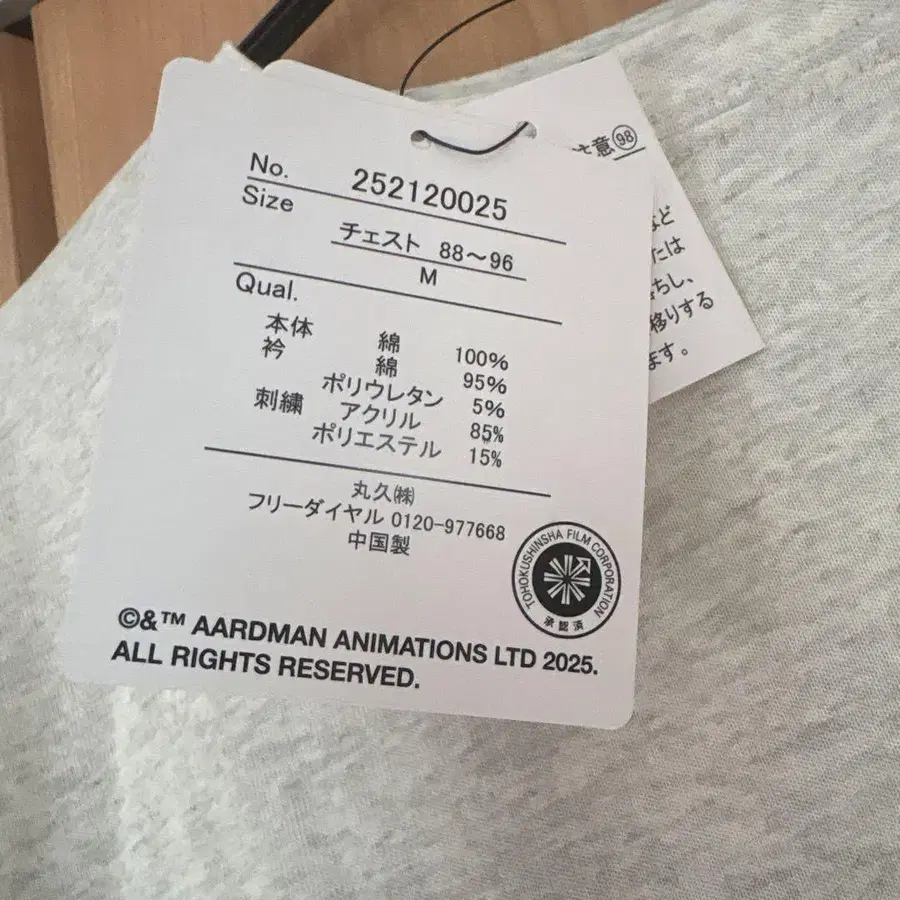 No. 252120025
Size
チェスト 88～96
M
Qual.
本体 綿 100%
衿 綿 95%
ポリウレタン 5%
刺繍 アクリル 85%
ポリエステル 15%
丸久㈱
フリーダイヤル 0120-977668
中国製
TOHOKUSHINSHA FILM CORPORATION
承認済
©&™ AARDMAN ANIMATIONS LTD 2025.
ALL RIGHTS RESERVED.
意98
など
たは
ちし、
移りする
ます。